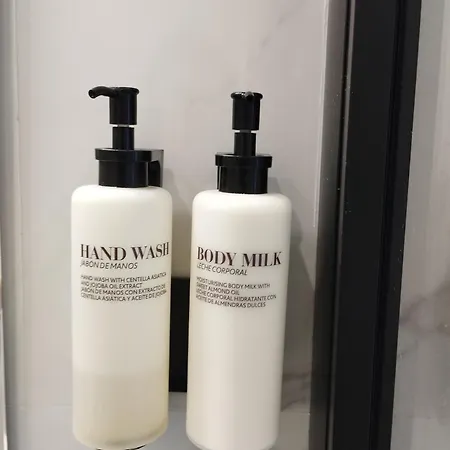 HAND WASH
JABÓN DE MANOS
HAND WASH WITH CENTELLA ASIATICA
AND JOJOBA OIL EXTRACT
JABÓN DE MANOS CON EXTRACTO DE
CENTELLA ASIÁTICA Y ACEITE DE JOJOBA
BODY MILK
LECHE CORPORAL
MOISTURISING BODY MILK WITH
SWEET ALMOND OIL
LECHE CORPORAL HIDRATANTE CON
ACEITE DE ALMENDRAS DULCES